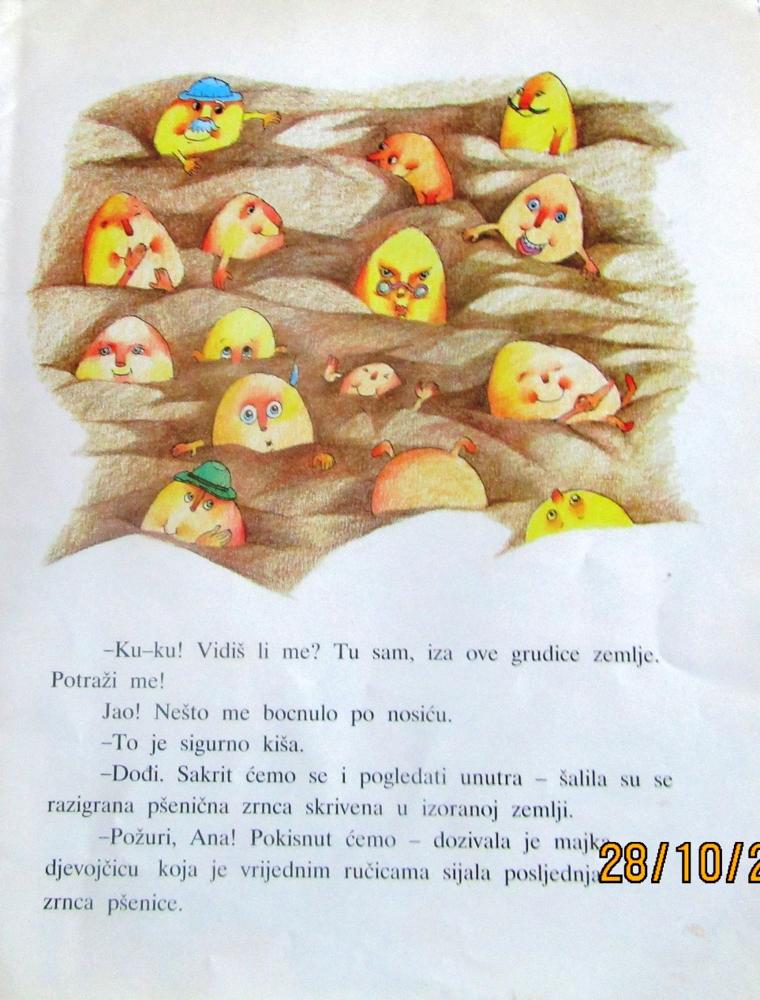 –Ku–ku! Vidiš li me? Tu sam, iza ove grudice zemlje.
Potraži me!
Jao! Nešto me bocnulo po nosiću.
–To je sigurno kiša.
–Dođi. Sakrit ćemo se i pogledati unutra – šalila su se
razigrana pšenična zrnca skrivena u izoranoj zemlji.
–Požuri, Ana! Pokisnut ćemo – dozivala je majka
djevojčicu koja je vrijednim ručicama sijala posljednja
28/10/2
zrnca pšenice.